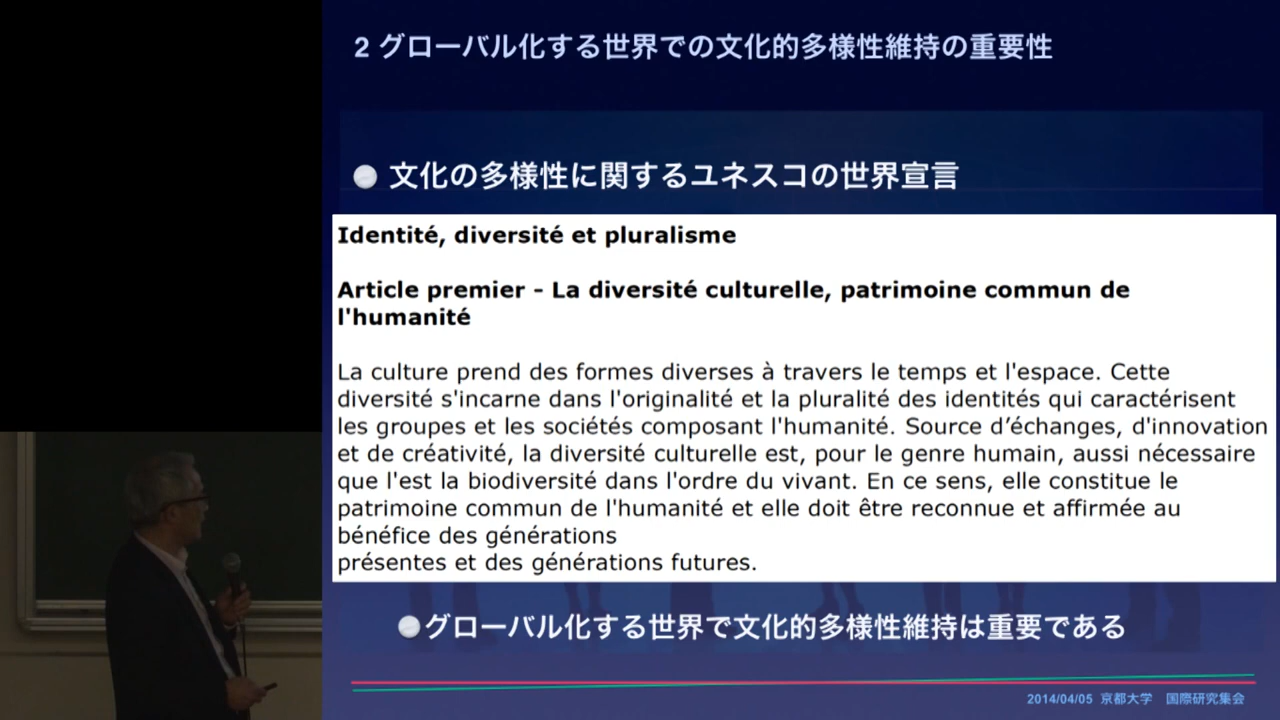 2 グローバル化する世界での文化的多様性維持の重要性
文化の多様性に関するユネスコの世界宣言
Identité, diversité et pluralisme
Article premier - La diversité culturelle, patrimoine commun de
l'humanité
La culture prend des formes diverses à travers le temps et l'espace. Cette
diversité s'incarne dans l'originalité et la pluralité des identités qui caractérisent
les groupes et les sociétés composant l'humanité. Source d’échanges, d'innovation
et de créativité, la diversité culturelle est, pour le genre humain, aussi nécessaire
que l'est la biodiversité dans l'ordre du vivant. En ce sens, elle constitue le
patrimoine commun de l'humanité et elle doit être reconnue et affirmée au
bénéfice des générations
présentes et des générations futures.
グローバル化する世界で文化的多様性維持は重要である
2014/04/05 京都大学 国際研究集会